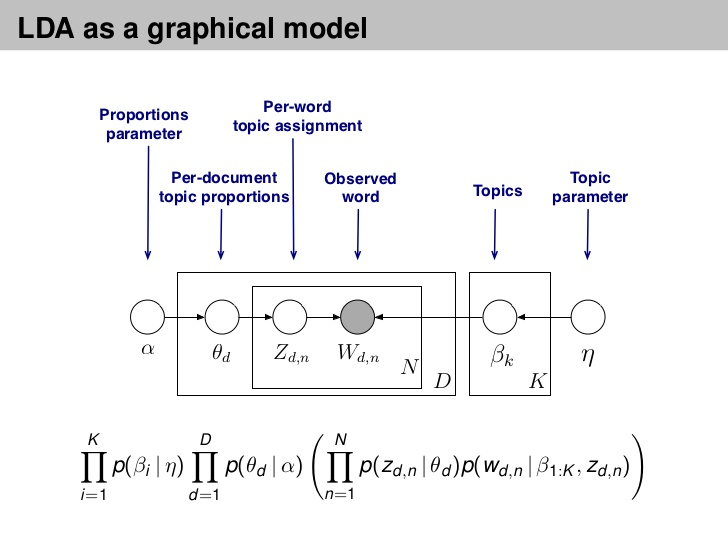 LDA as a graphical model
Proportions
parameter
Per-word
topic assignment
Per-document
topic proportions
Observed
word
Topics
Topic
parameter
α
θd
Zd,n
Wd,n
N
D
βk
K
η
∏_{i=1}^{K} p(βi | η) ∏_{d=1}^{D} p(θd | α) ( ∏_{n=1}^{N} p(zd,n | θd)p(wd,n | β1:K, zd,n) )